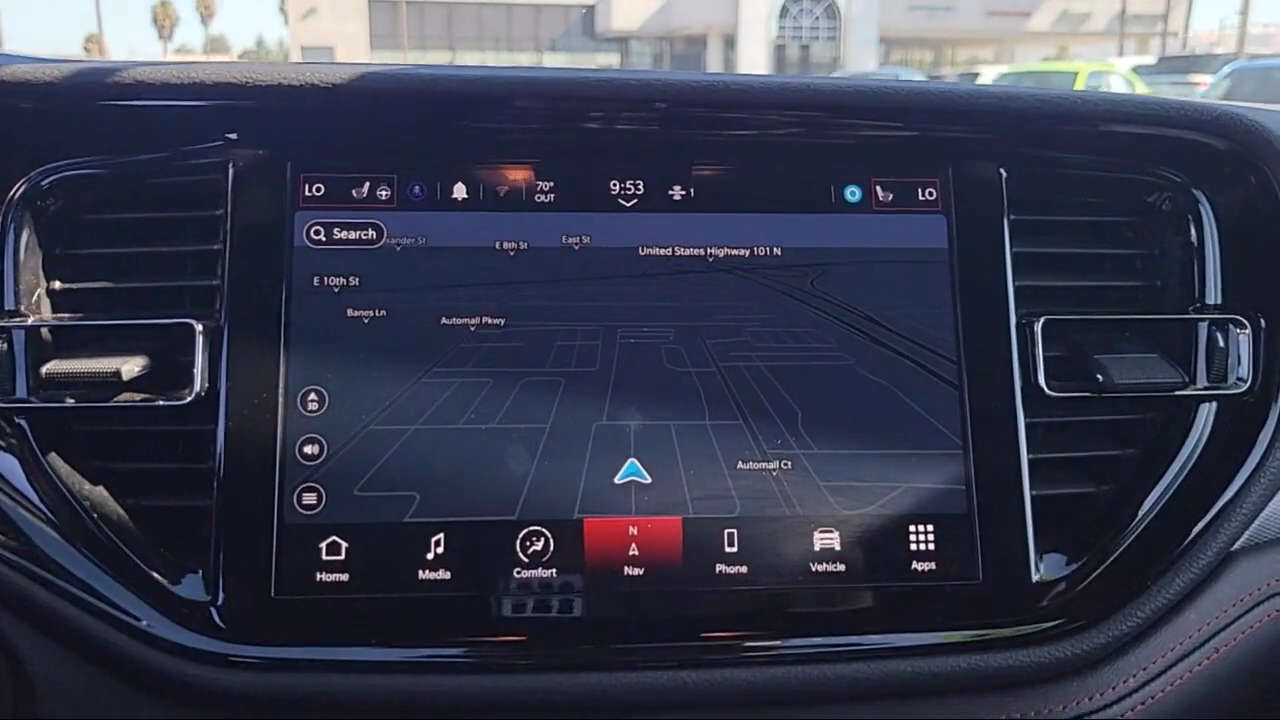 LO
70°
OUT
9:53
1
LO
Search
E 8th St
East St
United States Highway 101 N
E 10th St
Banes Ln
Automall Pkwy
3D
Automall Ct
N
Home
Media
Comfort
Nav
Phone
Vehicle
Apps